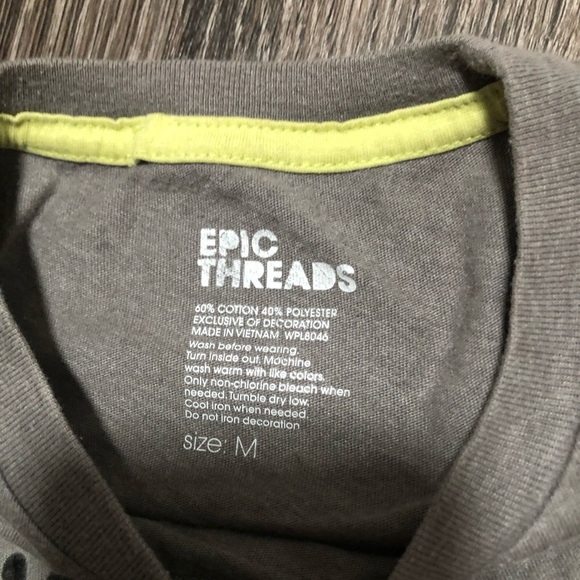 EPIC
THREADS
60% COTTON 40% POLYESTER
EXCLUSIVE OF DECORATION
MADE IN VIETNAM WPL8046
Wash before wearing.
Turn inside out. Machine
wash warm with like colors.
Only non-chlorine bleach when
needed. Tumble dry low.
Cool iron when needed.
Do not iron decoration
size: M